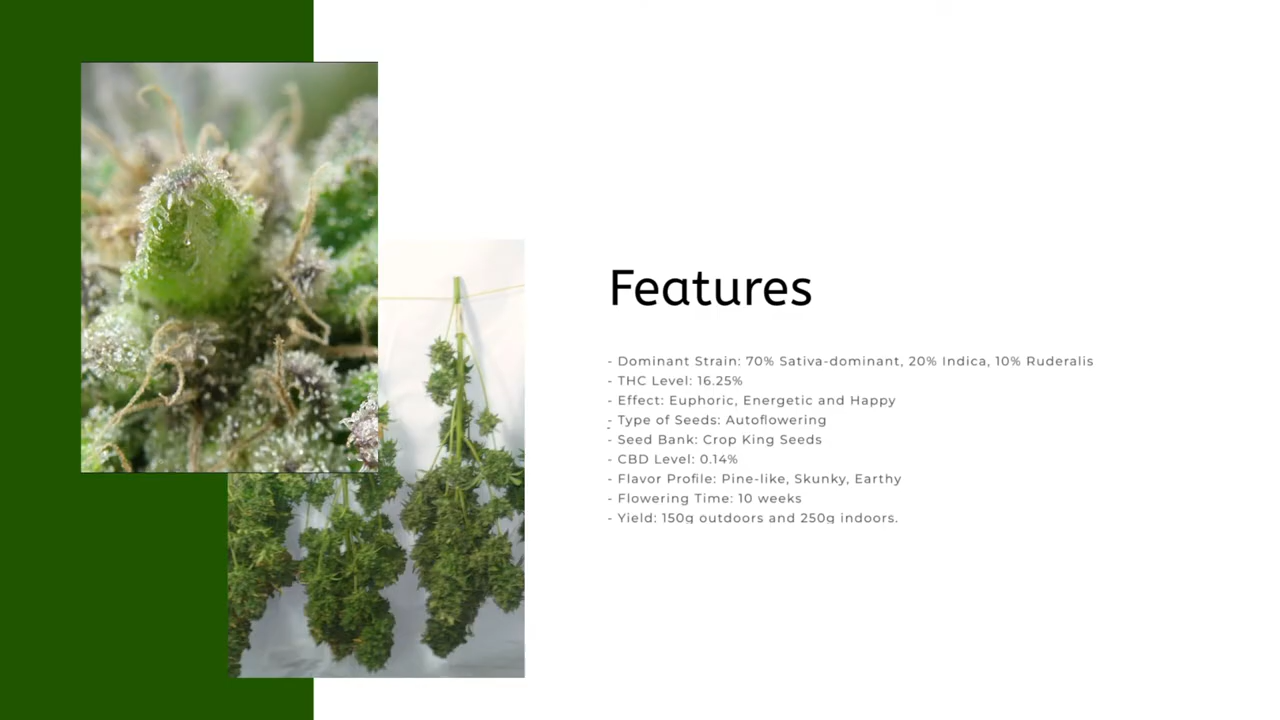 Features
- Dominant Strain: 70% Sativa-dominant, 20% Indica, 10% Ruderalis
- THC Level: 16.25%
- Effect: Euphoric, Energetic and Happy
- Type of Seeds: Autoflowering
- Seed Bank: Crop King Seeds
- CBD Level: 0.14%
- Flavor Profile: Pine-like, Skunky, Earthy
- Flowering Time: 10 weeks
- Yield: 150g outdoors and 250g indoors.